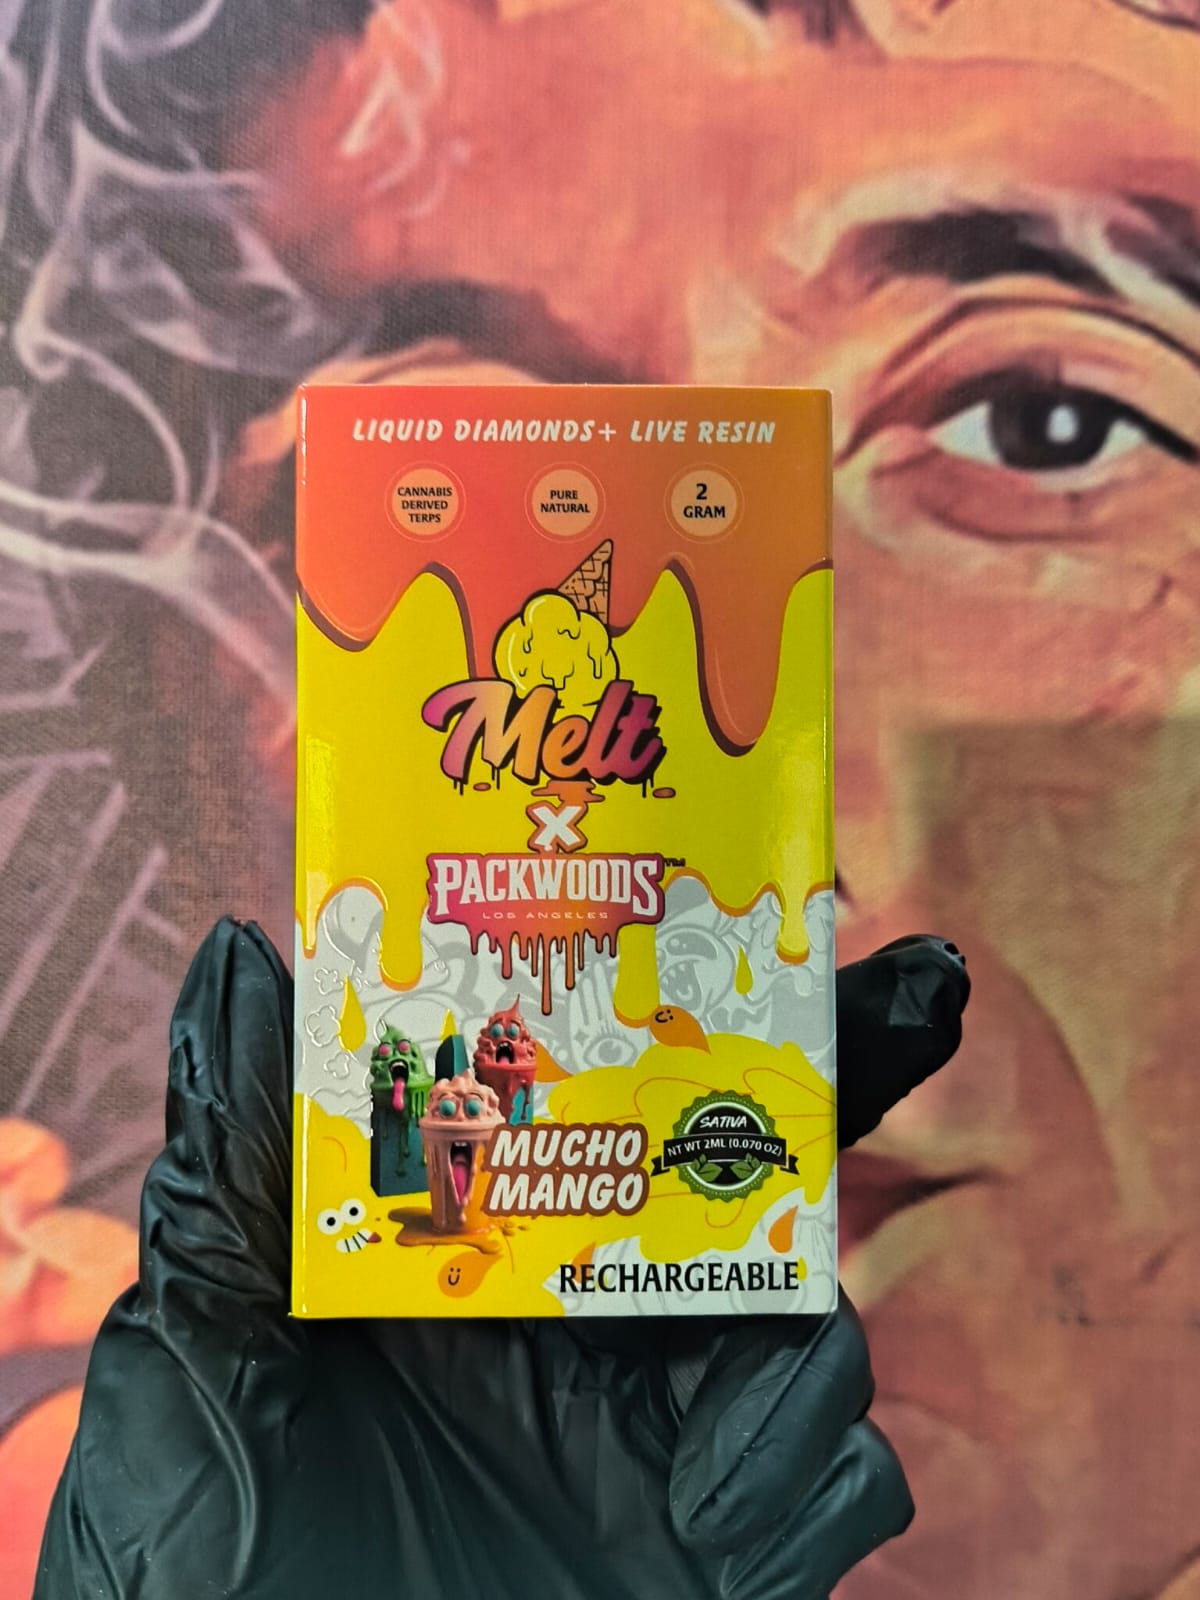 LIQUID DIAMONDS+ LIVE RESIN
CANNABIS
DERIVED
TERPS
PURE
NATURAL
2
GRAM
Melt
X
PACKWOODS™
LOS ANGELES
MUCHO
MANGO
SATIVA
NT WT 2ML (0.070 OZ)
RECHARGEABLE